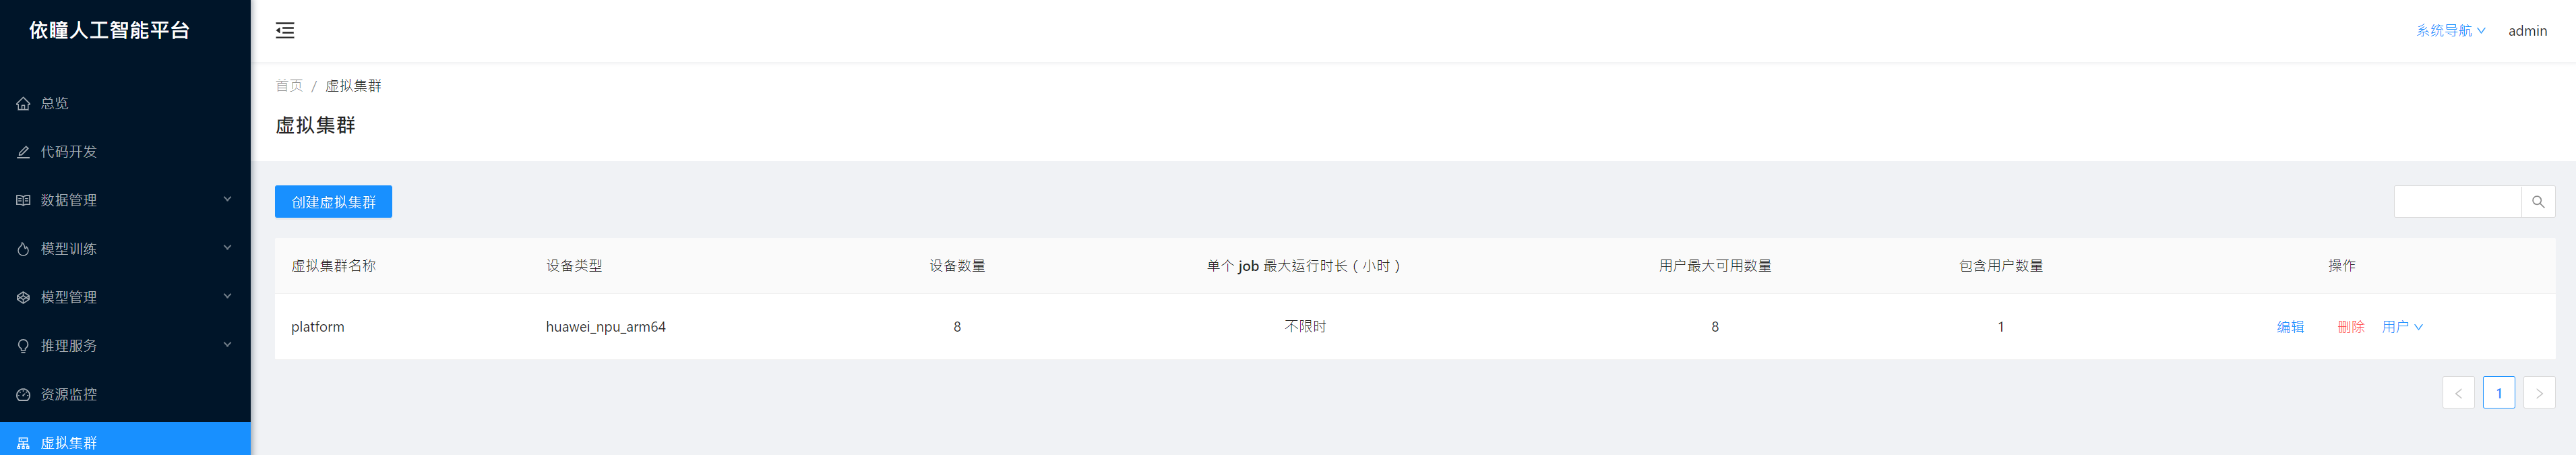 依瞳人工智能平台
系统导航 admin
总览
代码开发
数据管理
模型训练
模型管理
推理服务
资源监控
虚拟集群
首页 / 虚拟集群
虚拟集群
创建虚拟集群
虚拟集群名称 设备类型 设备数量 单个 job 最大运行时长（小时） 用户最大可用数量 包含用户数量 操作
platform huawei_npu_arm64 8 不限时 8 1 编辑 删除 用户
1